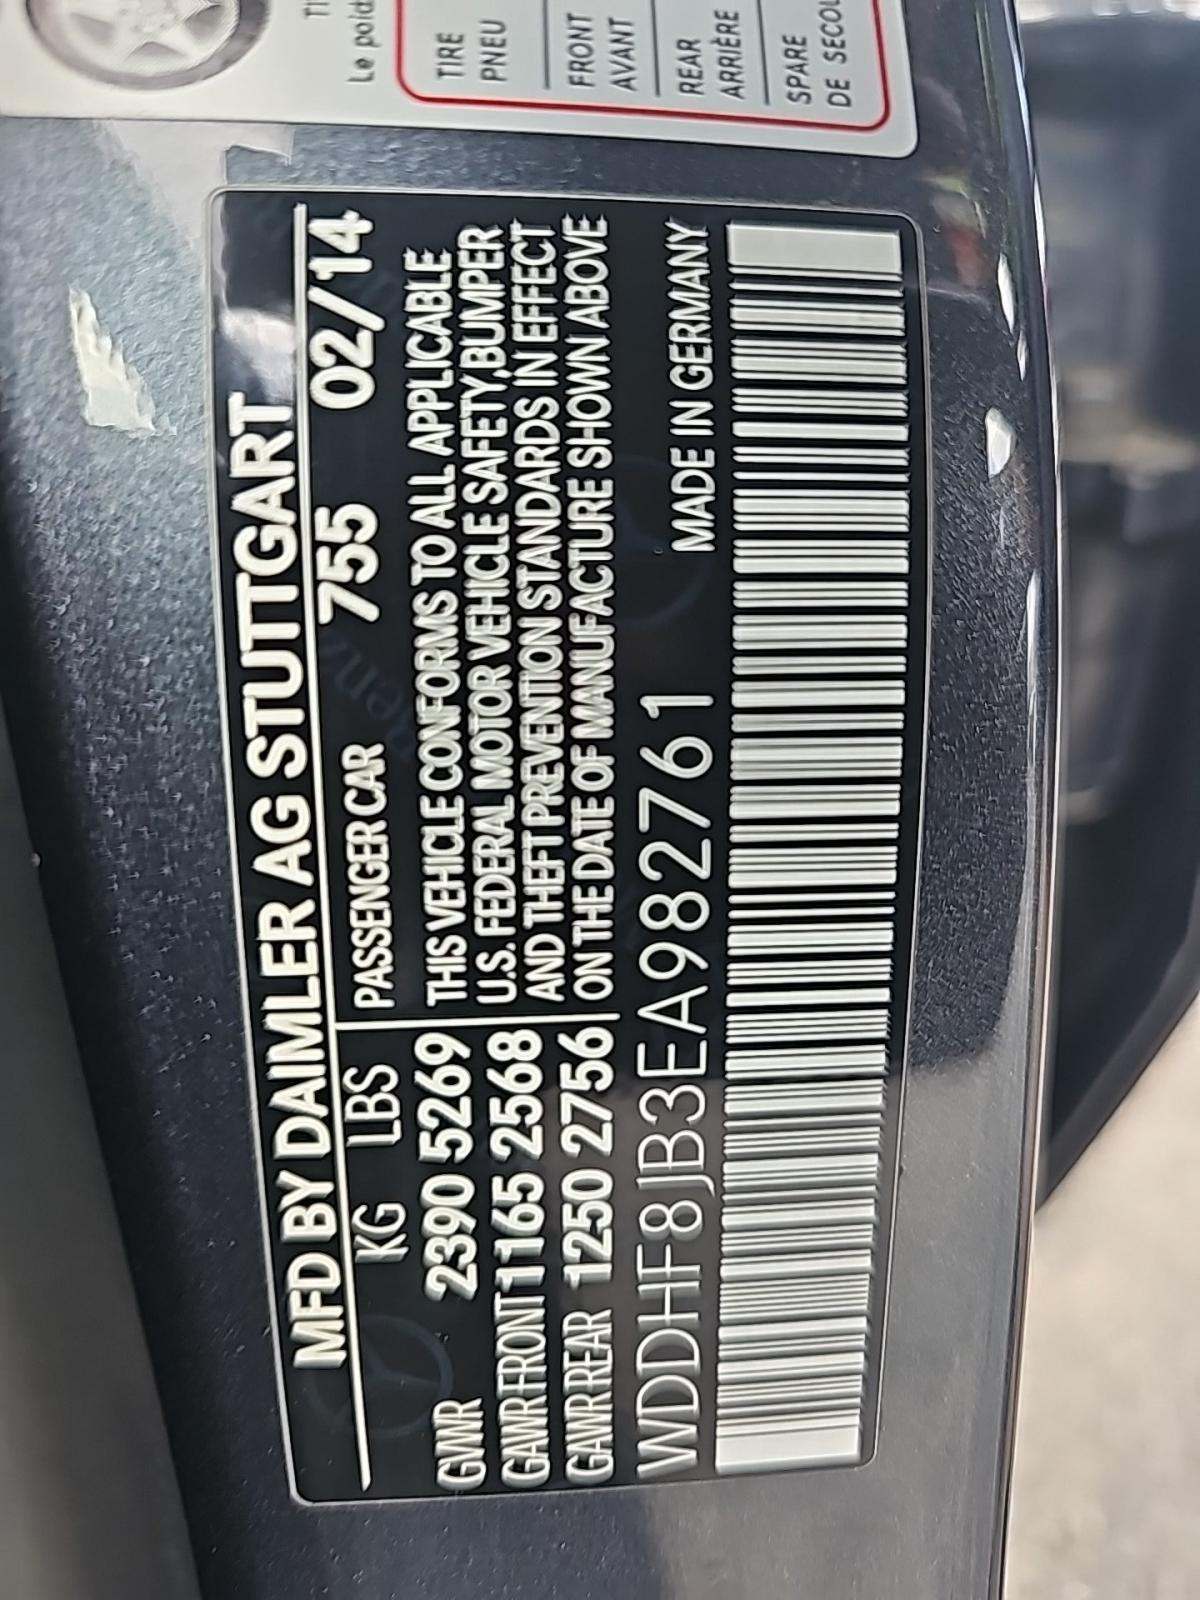 MFD BY DAIMLER AG STUTTGART
KG LBS PASSENGER CAR 755 02/14
GVWR 2390 5269 THIS VEHICLE CONFORMS TO ALL APPLICABLE
GAWR FRONT 1165 2568 U.S. FEDERAL MOTOR VEHICLE SAFETY, BUMPER
GAWR REAR 1250 2756 AND THEFT PREVENTION STANDARDS IN EFFECT
ON THE DATE OF MANUFACTURE SHOWN ABOVE
WDDHF8JB3EA982761 MADE IN GERMANY
Le
TIRE
PNEU
FRONT
AVANT
REAR
ARRIÈRE
SPARE
DE